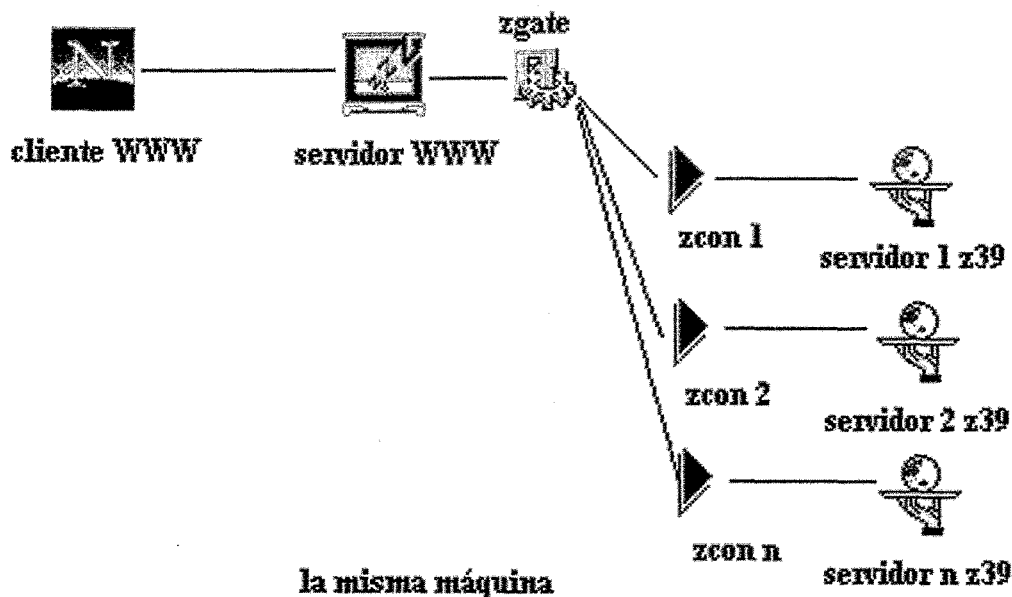 zgate
cliente WWW
servidor WWW
zcon 1
servidor 1 z39
zcon 2
servidor 2 z39
zcon n
servidor n z39
la misma máquina